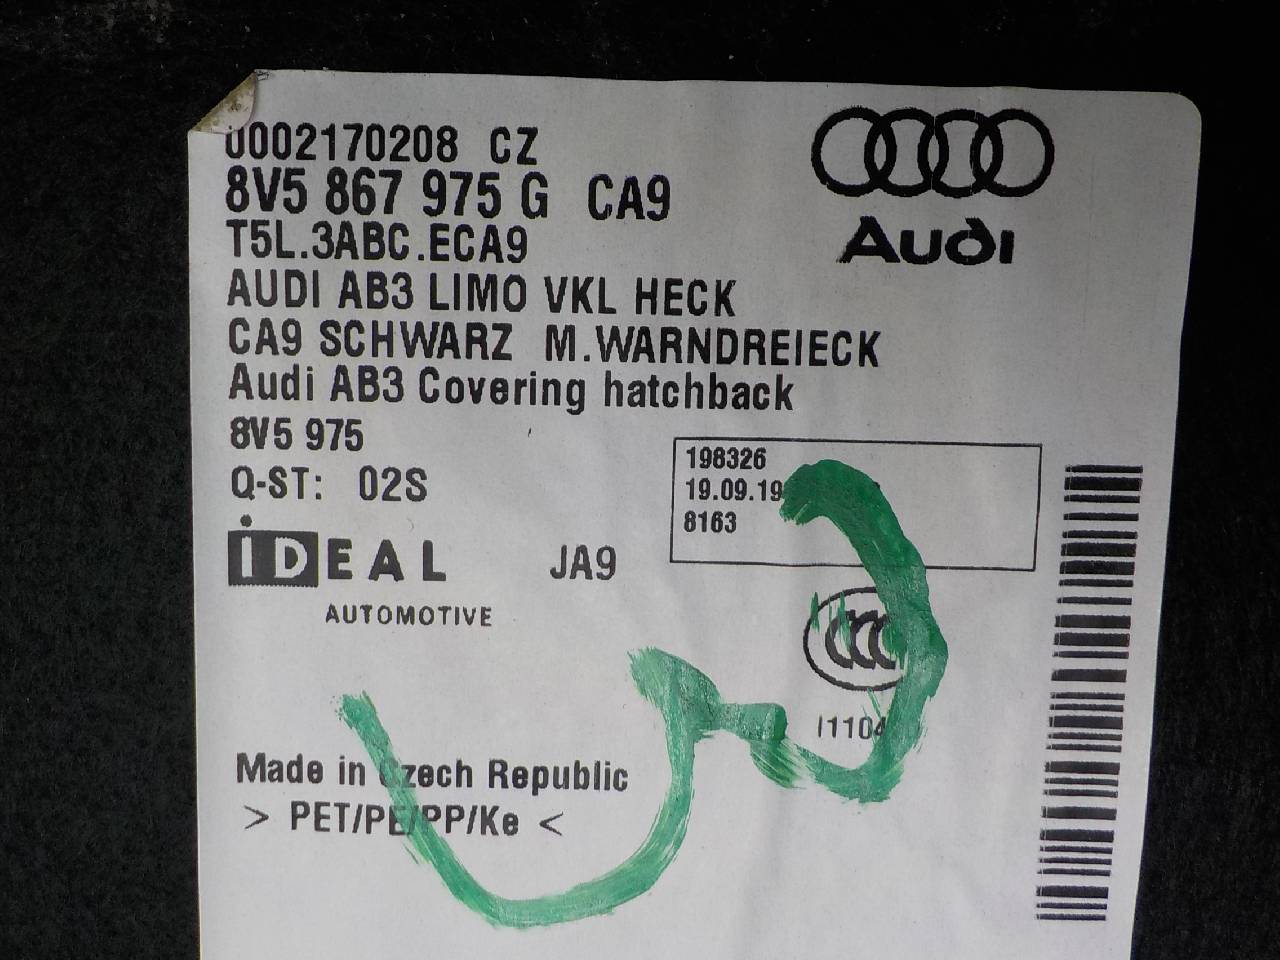 0002170208 CZ
8V5 867 975 G CA9
T5L.3ABC.ECA9
AUDI AB3 LIMO VKL HECK
CA9 SCHWARZ M.WARNDREIECK
Audi AB3 Covering hatchback
8V5 975
Q-ST: 02S
Audi
198326
19.09.19
8163
iDEAL
AUTOMOTIVE
JA9
CCC
Made in Czech Republic
> PET/PE/PP/Ke <